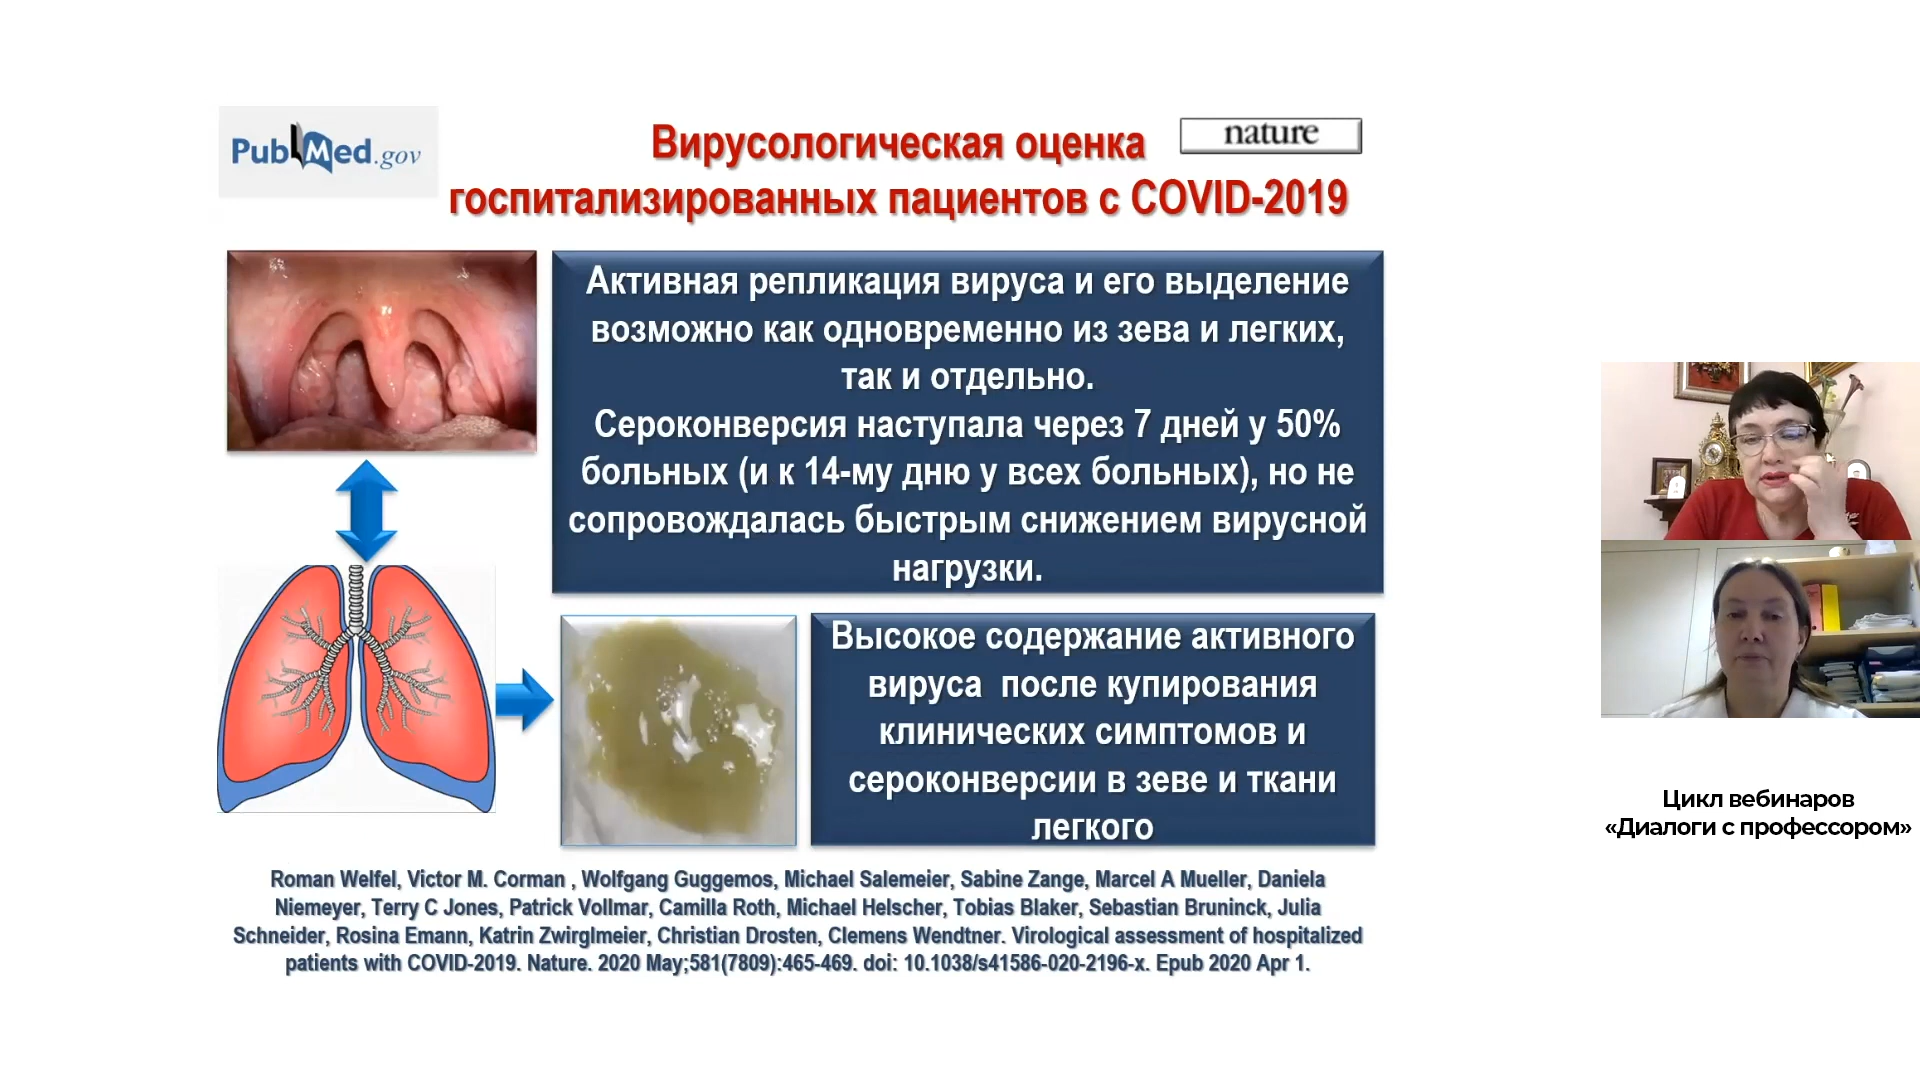 PubMed.gov
Вирусологическая оценка
nature
госпитализированных пациентов с COVID-2019
Активная репликация вируса и его выделение
возможно как одновременно из зева и легких,
так и отдельно.
Сероконверсия наступала через 7 дней у 50%
больных (и к 14-му дню у всех больных), но не
сопровождалась быстрым снижением вирусной
нагрузки.
Высокое содержание активного
вируса после купирования
клинических симптомов и
сероконверсии в зеве и ткани
легкого
Roman Welfel, Victor M. Corman , Wolfgang Guggemos, Michael Salemeier, Sabine Zange, Marcel A Mueller, Daniela
Niemeyer, Terry C Jones, Patrick Vollmar, Camilla Roth, Michael Helscher, Tobias Blaker, Sebastian Bruninck, Julia
Schneider, Rosina Emann, Katrin Zwirglmeier, Christian Drosten, Clemens Wendtner. Virological assessment of hospitalized
patients with COVID-2019. Nature. 2020 May;581(7809):465-469. doi: 10.1038/s41586-020-2196-x. Epub 2020 Apr 1.
Цикл вебинаров
«Диалоги с профессором»